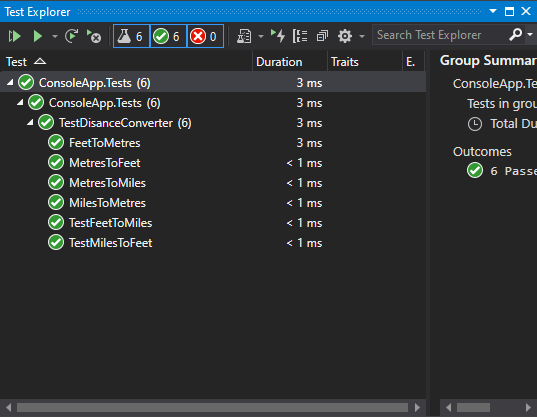 Test Explorer
6 6 0 Search Test Explorer
Test Duration Traits E.
ConsoleApp.Tests (6) 3 ms
ConsoleApp.Tests (6) 3 ms
TestDisanceConverter (6) 3 ms
FeetToMetres 3 ms
MetresToFeet < 1 ms
MetresToMiles < 1 ms
MilesToMetres < 1 ms
TestFeetToMiles < 1 ms
TestMilesToFeet < 1 ms
Group Summar
ConsoleApp.Te
Tests in grou
Total Du
Outcomes
6 Passe